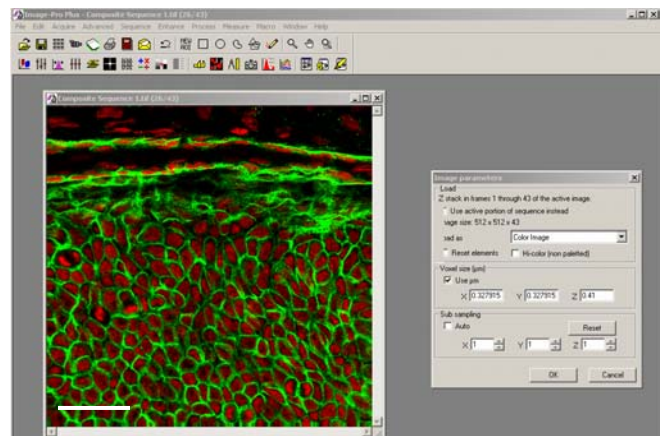 Image-Pro Plus - Composite Sequence 1.tif (26/43)
File Edit Acquire Advanced Sequence Enhance Process Measure Macro Window Help
NEW
AOI
Composite Sequence 1.tif (26/43)
Image parameters
Load
Z stack in frames 1 through 43 of the active image.
Use active portion of sequence instead
nage size: 512 x 512 x 43
oad as
Color Image
Reset elements
Hi-color (non paletted)
Voxel size (µm)
Use µm
X 0.327915 Y 0.327915 Z 0.41
Sub sampling
Auto
Reset
X 1 Y 1 Z 1
OK Cancel